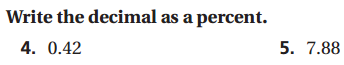 Write the decimal as a percent.
4. 0.42 5. 7.88